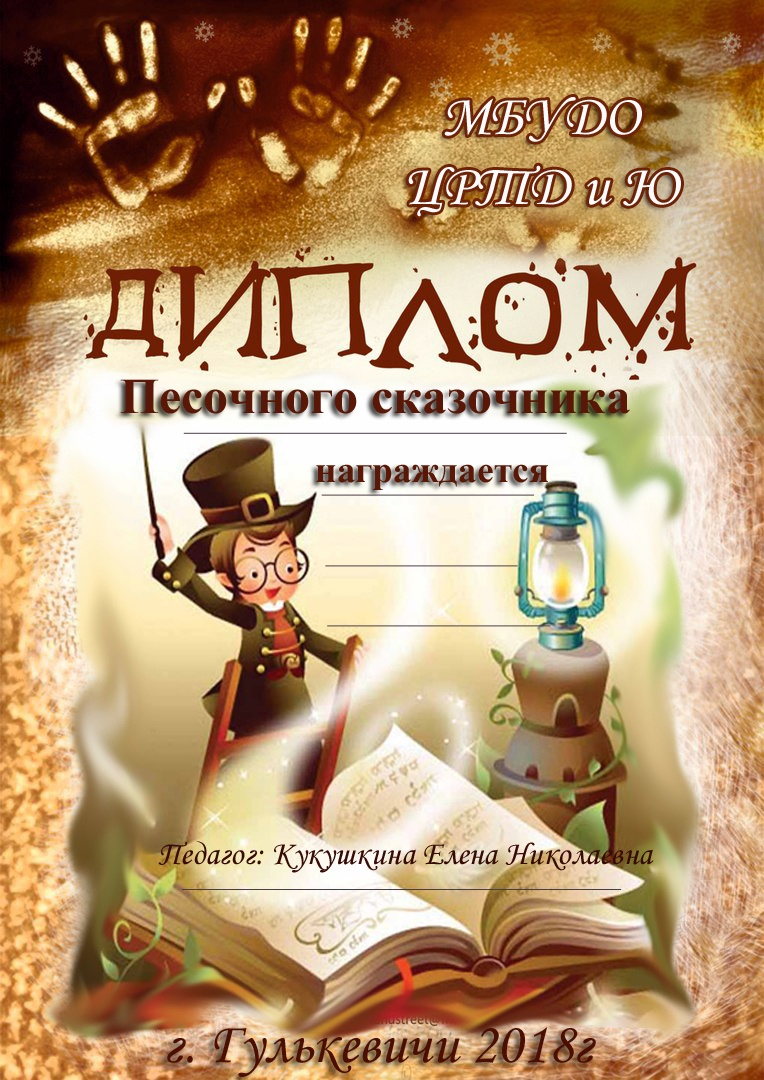 МБУДО
ЦРТД и Ю
ДИПЛОМ
Песочного сказочника
награждается
Педагог: Кукушкина Елена Николаевна
г. Гулькевичи 2018г